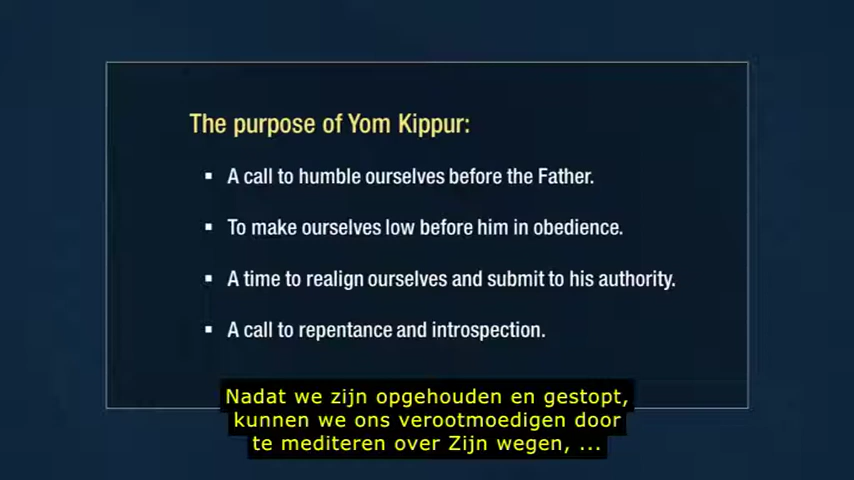 The purpose of Yom Kippur:
▪ A call to humble ourselves before the Father.
▪ To make ourselves low before him in obedience.
▪ A time to realign ourselves and submit to his authority.
▪ A call to repentance and introspection.
Nadat we zijn opgehouden en gestopt,
kunnen we ons verootmoedigen door
te mediteren over Zijn wegen, ...